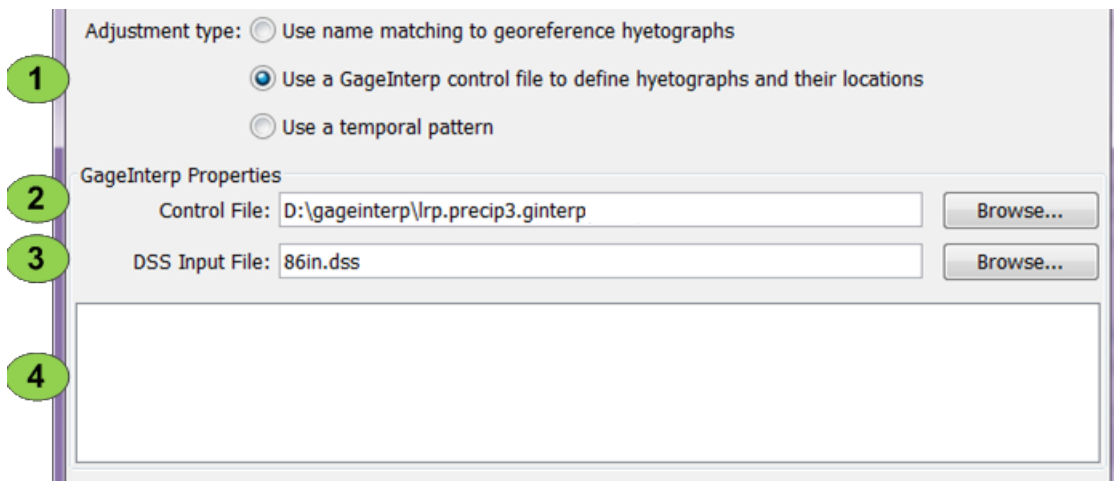 Adjustment type: Use name matching to georeference hyetographs
1 Use a GageInterp control file to define hyetographs and their locations
Use a temporal pattern
GageInterp Properties
2 Control File: D:\gageinterp\lrp.precip3.ginterp Browse...
3 DSS Input File: 86in.dss Browse...
4